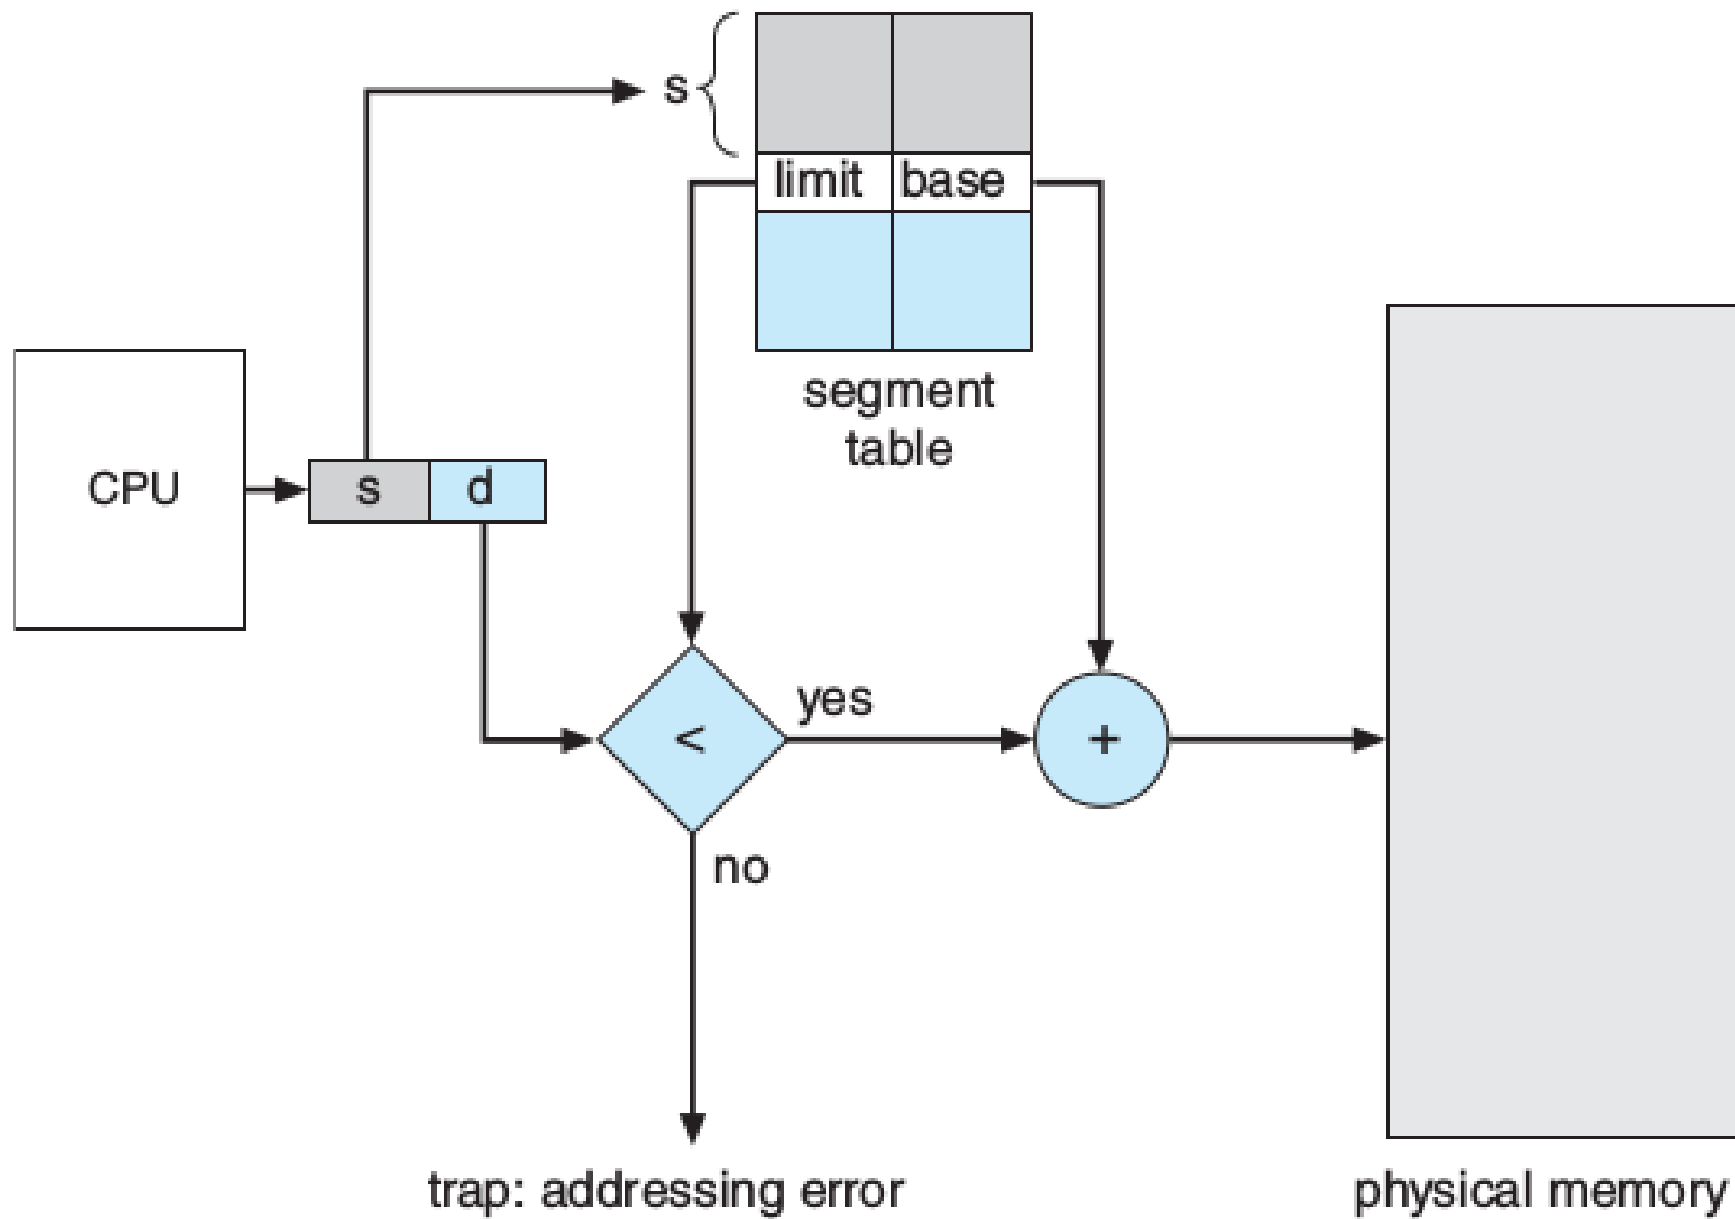 s
limit base
segment
table
CPU
s d
<
yes
+
no
trap: addressing error
physical memory